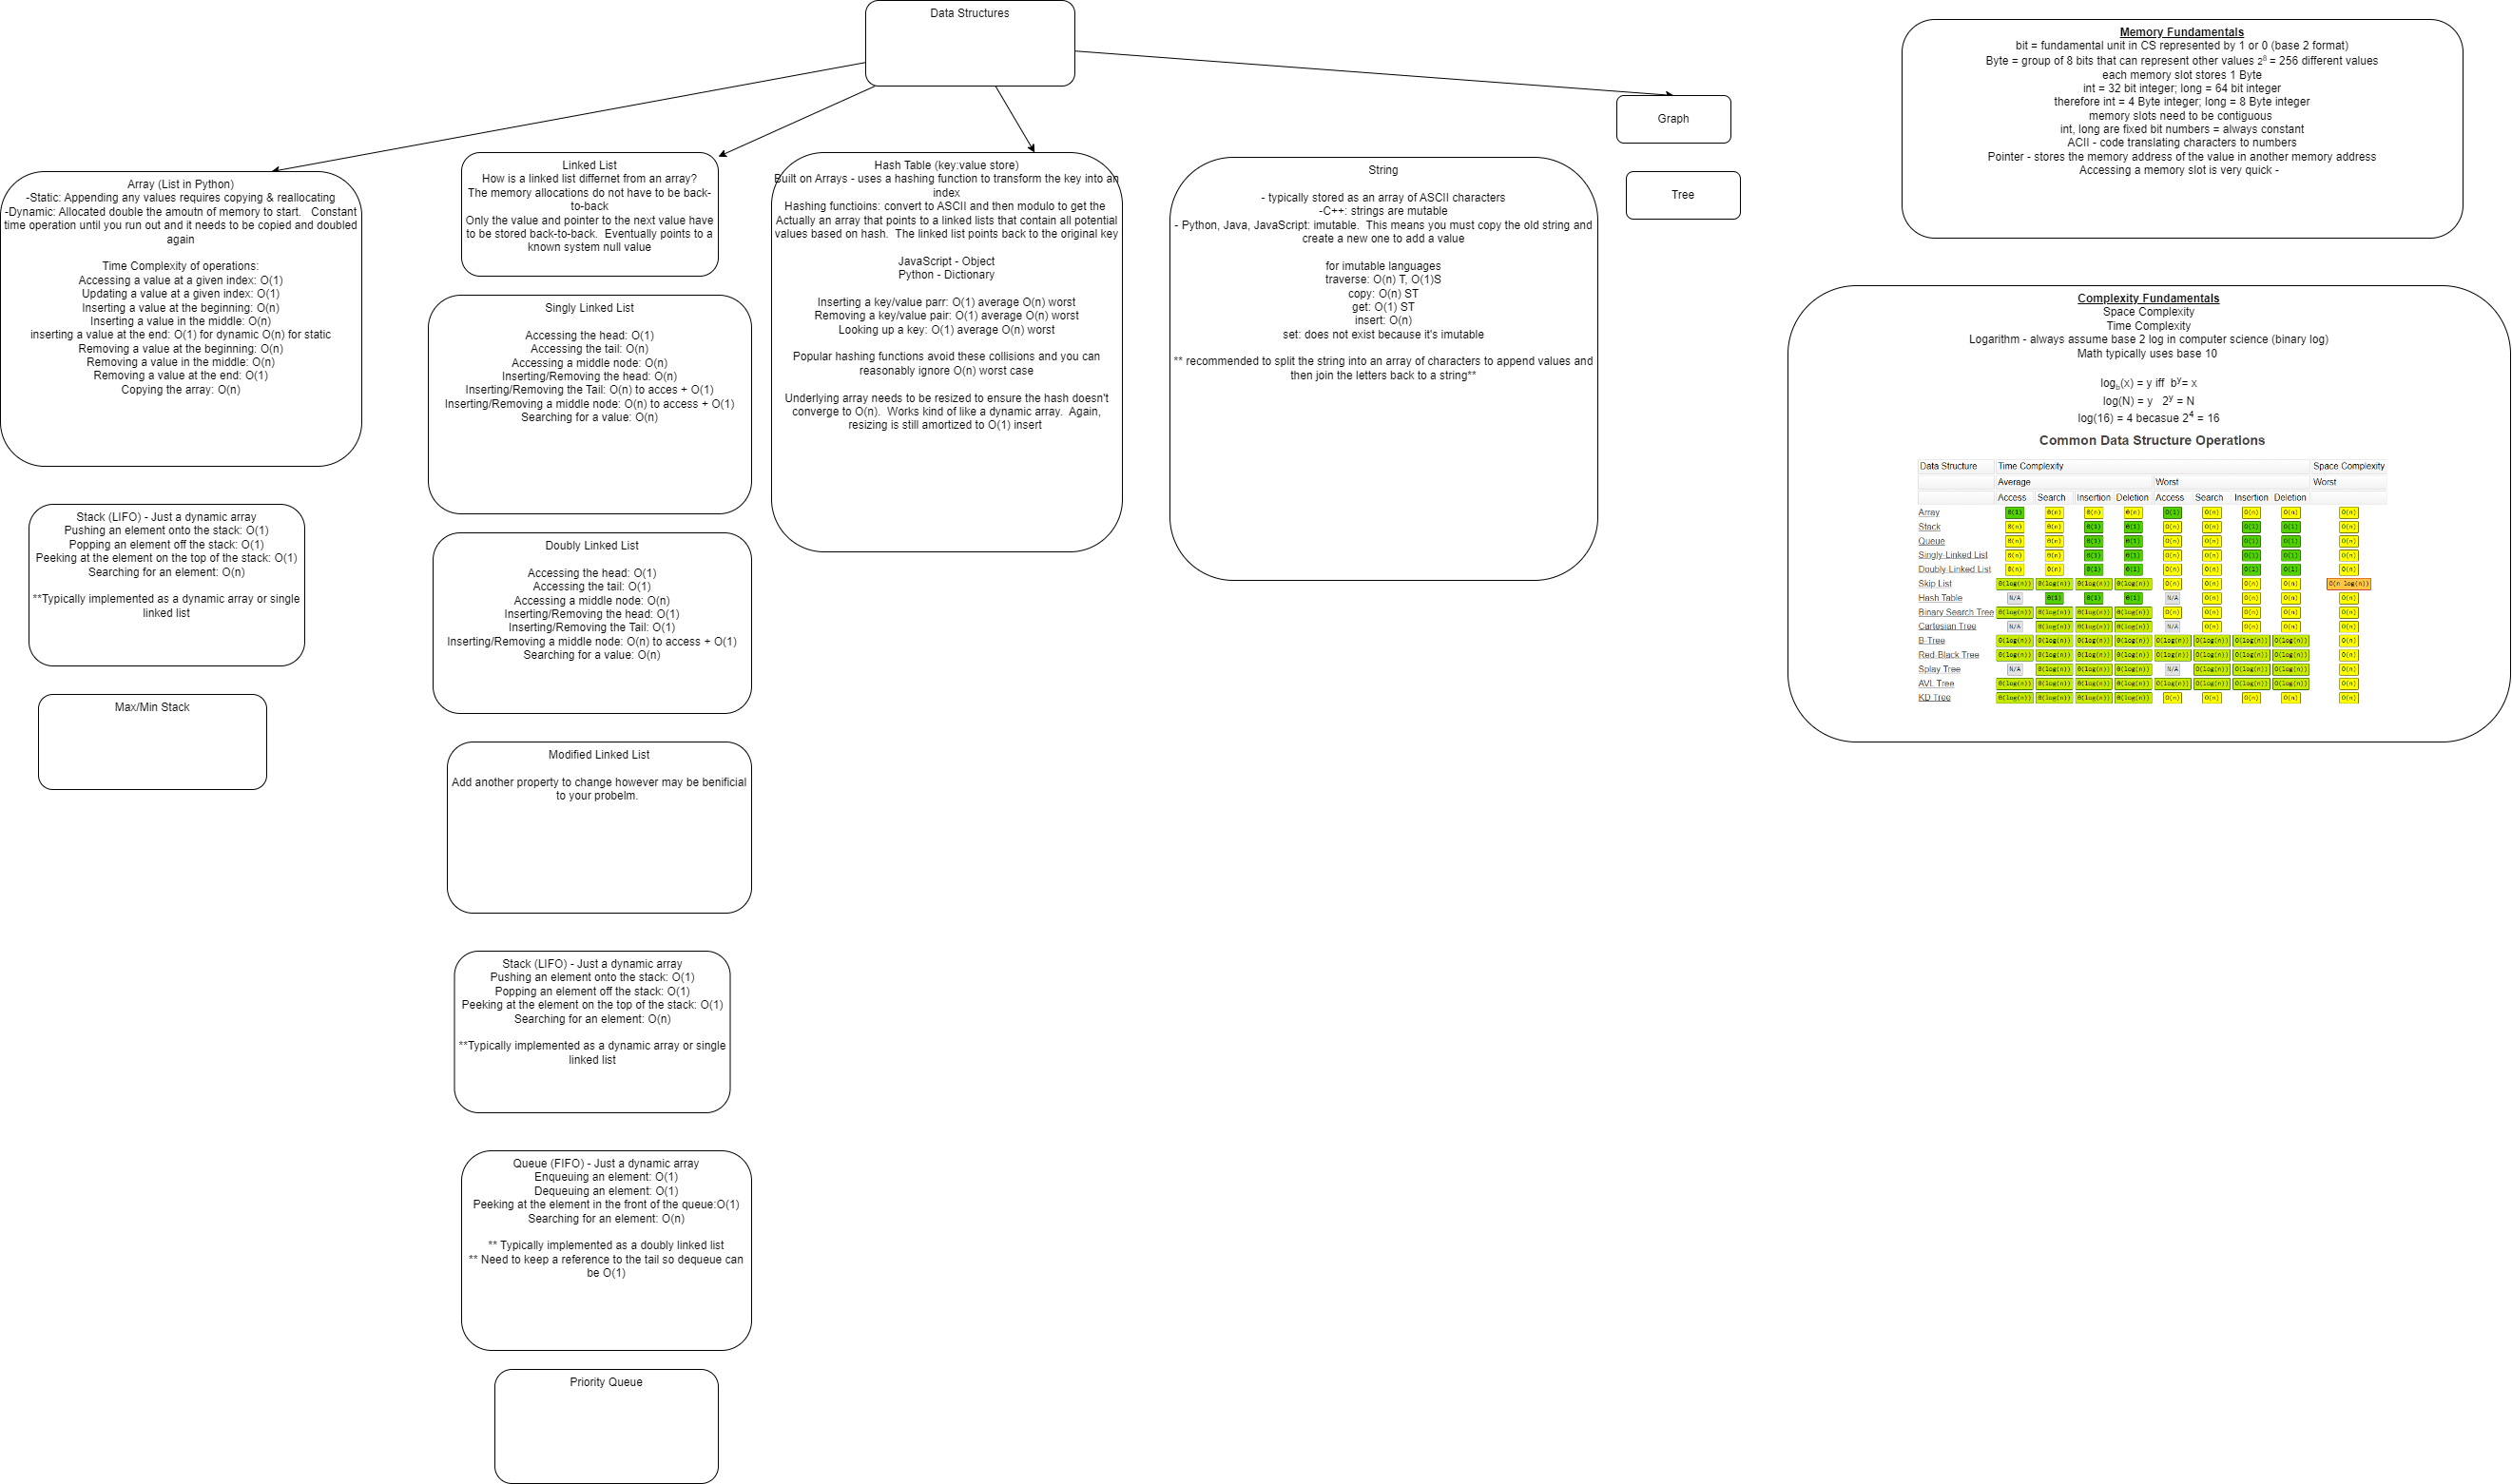 Data Structures
Array (List in Python)
-Static: Appending any values requires copying & reallocating
-Dynamic: Allocated double the amoutn of memory to start.   Constant
time operation until you run out and it needs to be copied and doubled
again
Time Complexity of operations:
Accessing a value at a given index: O(1)
Updating a value at a given index: O(1)
Inserting a value at the beginning: O(n)
Inserting a value in the middle: O(n)
inserting a value at the end: O(1) for dynamic O(n) for static
Removing a value at the beginning: O(n)
Removing a value in the middle: O(n)
Removing a value at the end: O(1)
Copying the array: O(n)
Stack (LIFO) - Just a dynamic array
Pushing an element onto the stack: O(1)
Popping an element off the stack: O(1)
Peeking at the element on the top of the stack: O(1)
Searching for an element: O(n)
**Typically implemented as a dynamic array or single
linked list
Max/Min Stack
Linked List
How is a linked list differnet from an array?
The memory allocations do not have to be back-
to-back
Only the value and pointer to the next value have
to be stored back-to-back.  Eventually points to a
known system null value
Singly Linked List
Accessing the head: O(1)
Accessing the tail: O(n)
Accessing a middle node: O(n)
Inserting/Removing the head: O(n)
Inserting/Removing the Tail: O(n) to acces + O(1)
Inserting/Removing a middle node: O(n) to access + O(1)
Searching for a value: O(n)
Doubly Linked List
Accessing the head: O(1)
Accessing the tail: O(1)
Accessing a middle node: O(n)
Inserting/Removing the head: O(1)
Inserting/Removing the Tail: O(1)
Inserting/Removing a middle node: O(n) to access + O(1)
Searching for a value: O(n)
Modified Linked List
Add another property to change however may be benificial
to your probelm.
Stack (LIFO) - Just a dynamic array
Pushing an element onto the stack: O(1)
Popping an element off the stack: O(1)
Peeking at the element on the top of the stack: O(1)
Searching for an element: O(n)
**Typically implemented as a dynamic array or single
linked list
Queue (FIFO) - Just a dynamic array
Enqueuing an element: O(1)
Dequeuing an element: O(1)
Peeking at the element in the front of the queue:O(1)
Searching for an element: O(n)
** Typically implemented as a doubly linked list
** Need to keep a reference to the tail so dequeue can
be O(1)
Priority Queue
Hash Table (key:value store)
Built on Arrays - uses a hashing function to transform the key into an
index
Hashing functioins: convert to ASCII and then modulo to get the
Actually an array that points to a linked lists that contain all potential
values based on hash.  The linked list points back to the original key
JavaScript - Object
Python - Dictionary
Inserting a key/value parr: O(1) average O(n) worst
Removing a key/value pair: O(1) average O(n) worst
Looking up a key: O(1) average O(n) worst
Popular hashing functions avoid these collisions and you can
reasonably ignore O(n) worst case
Underlying array needs to be resized to ensure the hash doesn't
converge to O(n).  Works kind of like a dynamic array.  Again,
resizing is still amortized to O(1) insert
String
- typically stored as an array of ASCII characters
-C++: strings are mutable
- Python, Java, JavaScript: imutable.  This means you must copy the old string and
create a new one to add a value
for imutable languages
traverse: O(n) T, O(1)S
copy: O(n) ST
get: O(1) ST
insert: O(n)
set: does not exist because it's imutable
** recommended to split the string into an array of characters to append values and
then join the letters back to a string**
Graph
Tree
Memory Fundamentals
bit = fundamental unit in CS represented by 1 or 0 (base 2 format)
Byte = group of 8 bits that can represent other values 2⁸ = 256 different values
each memory slot stores 1 Byte
int = 32 bit integer; long = 64 bit integer
therefore int = 4 Byte integer; long = 8 Byte integer
memory slots need to be contiguous
int, long are fixed bit numbers = always constant
ACII - code translating characters to numbers
Pointer - stores the memory address of the value in another memory address
Accessing a memory slot is very quick -
Complexity Fundamentals
Space Complexity
Time Complexity
Logarithm - always assume base 2 log in computer science (binary log)
Math typically uses base 10
log_b(x) = y iff  b^y= x
log(N) = y   2^y = N
log(16) = 4 becasue 2⁴ = 16
Common Data Structure Operations
Data Structure Time Complexity Space Complexity
Average Worst Worst
Access Search Insertion Deletion Access Search Insertion Deletion
Array Θ(1) Θ(n) Θ(n) Θ(n) O(1) O(n) O(n) O(n) O(n)
Stack Θ(n) Θ(n) Θ(1) Θ(1) O(n) O(n) O(1) O(1) O(n)
Queue Θ(n) Θ(n) Θ(1) Θ(1) O(n) O(n) O(1) O(1) O(n)
Singly-Linked List Θ(n) Θ(n) Θ(1) Θ(1) O(n) O(n) O(1) O(1) O(n)
Doubly-Linked List Θ(n) Θ(n) Θ(1) Θ(1) O(n) O(n) O(1) O(1) O(n)
Skip List Θ(log(n)) Θ(log(n)) Θ(log(n)) Θ(log(n)) O(n) O(n) O(n) O(n) O(n log(n))
Hash Table N/A Θ(1) Θ(1) Θ(1) N/A O(n) O(n) O(n) O(n)
Binary Search Tree Θ(log(n)) Θ(log(n)) Θ(log(n)) Θ(log(n)) O(n) O(n) O(n) O(n) O(n)
Cartesian Tree N/A Θ(log(n)) Θ(log(n)) Θ(log(n)) N/A O(n) O(n) O(n) O(n)
B-Tree Θ(log(n)) Θ(log(n)) Θ(log(n)) Θ(log(n)) O(log(n)) O(log(n)) O(log(n)) O(log(n)) O(n)
Red-Black Tree Θ(log(n)) Θ(log(n)) Θ(log(n)) Θ(log(n)) O(log(n)) O(log(n)) O(log(n)) O(log(n)) O(n)
Splay Tree N/A Θ(log(n)) Θ(log(n)) Θ(log(n)) N/A O(log(n)) O(log(n)) O(log(n)) O(n)
AVL Tree Θ(log(n)) Θ(log(n)) Θ(log(n)) Θ(log(n)) O(log(n)) O(log(n)) O(log(n)) O(log(n)) O(n)
KD Tree Θ(log(n)) Θ(log(n)) Θ(log(n)) Θ(log(n)) O(n) O(n) O(n) O(n) O(n)